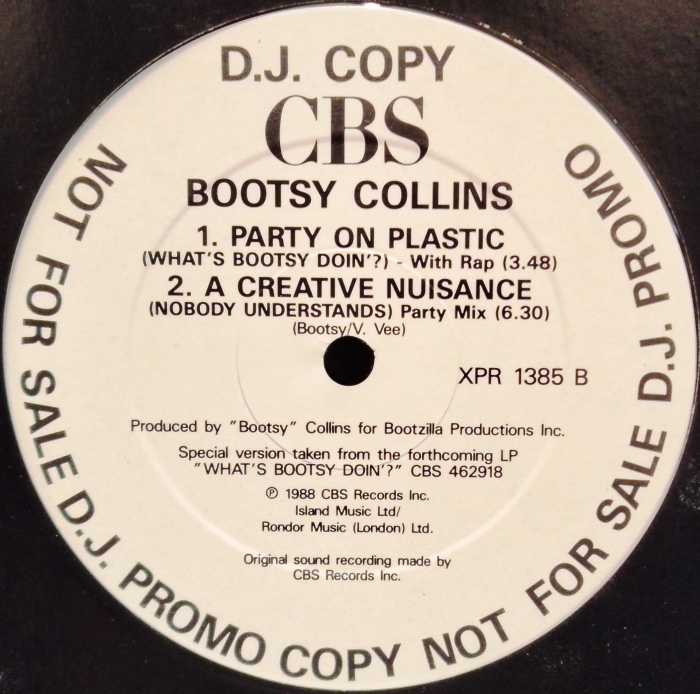 D.J. COPY
CBS
BOOTSY COLLINS
1. PARTY ON PLASTIC
(WHAT'S BOOTSY DOIN'?) - With Rap (3.48)
2. A CREATIVE NUISANCE
(NOBODY UNDERSTANDS) Party Mix (6.30)
(Bootsy/V. Vee)
XPR 1385 B
Produced by "Bootsy" Collins for Bootzilla Productions Inc.
Special version taken from the forthcoming LP
"WHAT'S BOOTSY DOIN'?" CBS 462918
℗ 1988 CBS Records Inc.
Island Music Ltd/
Rondor Music (London) Ltd.
Original sound recording made by
CBS Records Inc.
NOT FOR SALE D.J. PROMO COPY NOT FOR SALE D.J. PROMO